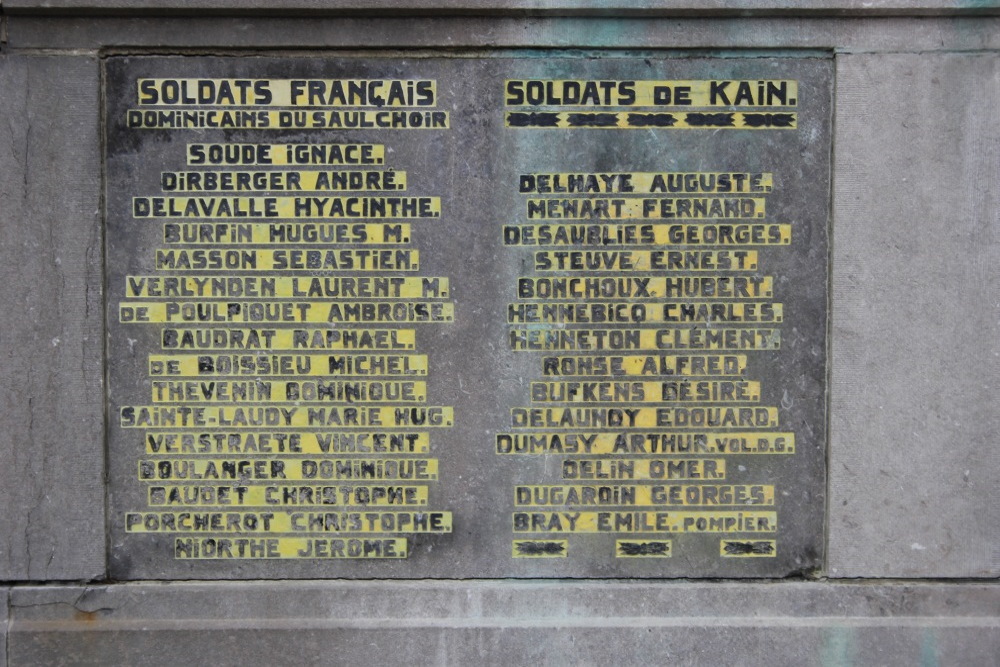 SOLDATS FRANÇAIS
DOMINICAINS DU SAULCHOIR
SOUDE IGNACE.
DIRBERGER ANDRÉ.
DELAVALLE HYACINTHE.
BURFIN HUGUES M.
MASSON SEBASTIEN.
VERLYNDEN LAURENT M.
DE POULPIQUET AMBROISE.
BAUDRAT RAPHAEL.
DE BOISSIEU MICHEL.
THEVENIN DOMINIQUE.
SAINTE-LAUDY MARIE HUG.
VERSTRAETE VINCENT.
BOULANGER DOMINIQUE.
BAUDET CHRISTOPHE.
PORCHEROT CHRISTOPHE.
NIORTHE JEROME.
SOLDATS DE KAIN.
DELHAYE AUGUSTE.
MENART FERNAND.
DESAUBLIES GEORGES.
STEUVE ERNEST.
BONCHOUX HUBERT.
HENNEBICQ CHARLES.
HENNETON CLÉMENT.
RONSE ALFRED.
BUFKENS DÉSIRÉ.
DELAUNOY EDOUARD.
DUMASY ARTHUR. VOL.D.G.
DELIN OMER.
DUGARDIN GEORGES.
BRAY EMILE. POMPIER.